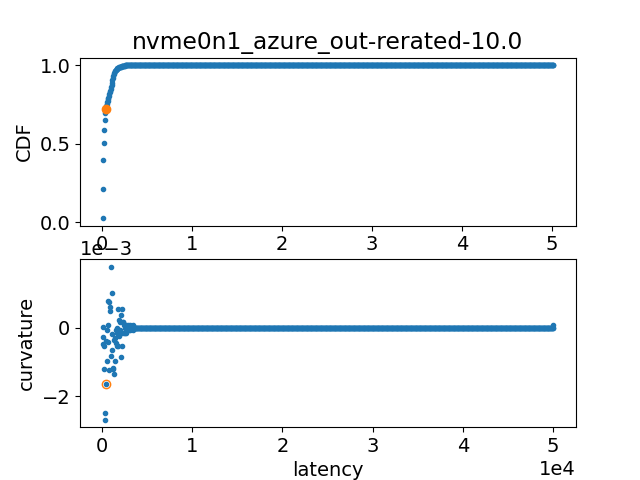 nvme0n1_azure_out-rerated-10.0
1.0
0.5
0.0
CDF
0 1 2 3 4 5
1e−3
0
−2
curvature
0 1 2 3 4 5
latency
1e4